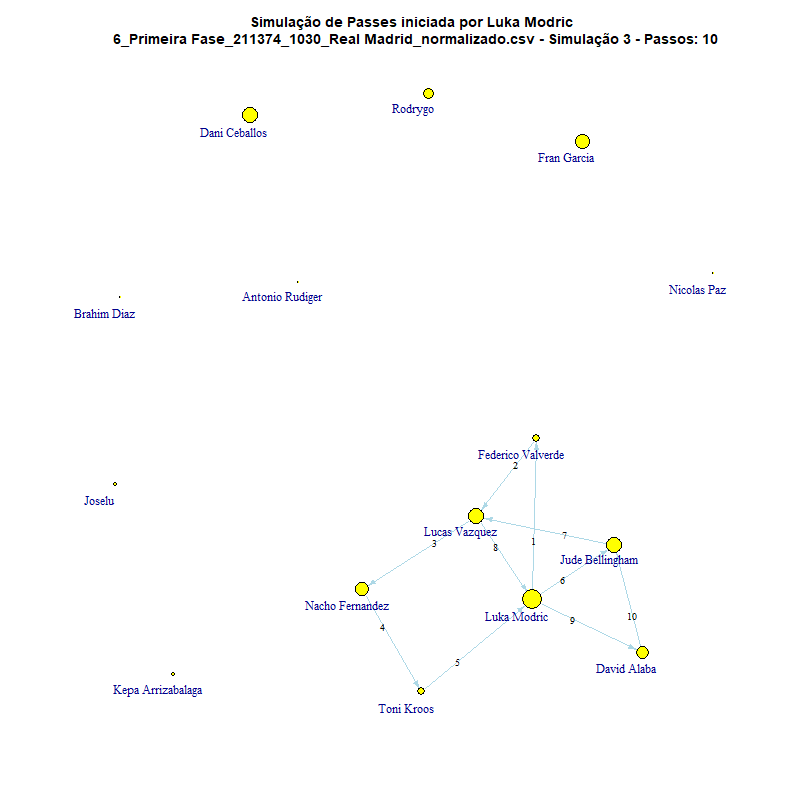 Simulação de Passes iniciada por Luka Modric
6_Primeira Fase_211374_1030_Real Madrid_normalizado.csv - Simulação 3 - Passos: 10
Rodrygo
Dani Ceballos
Fran Garcia
Nicolas Paz
Antonio Rudiger
Brahim Diaz
Federico Valverde
2
Joselu
Lucas Vazquez
7
1
3
8
Jude Bellingham
6
Nacho Fernandez
Luka Modric
10
9
4
5
David Alaba
Kepa Arrizabalaga
Toni Kroos